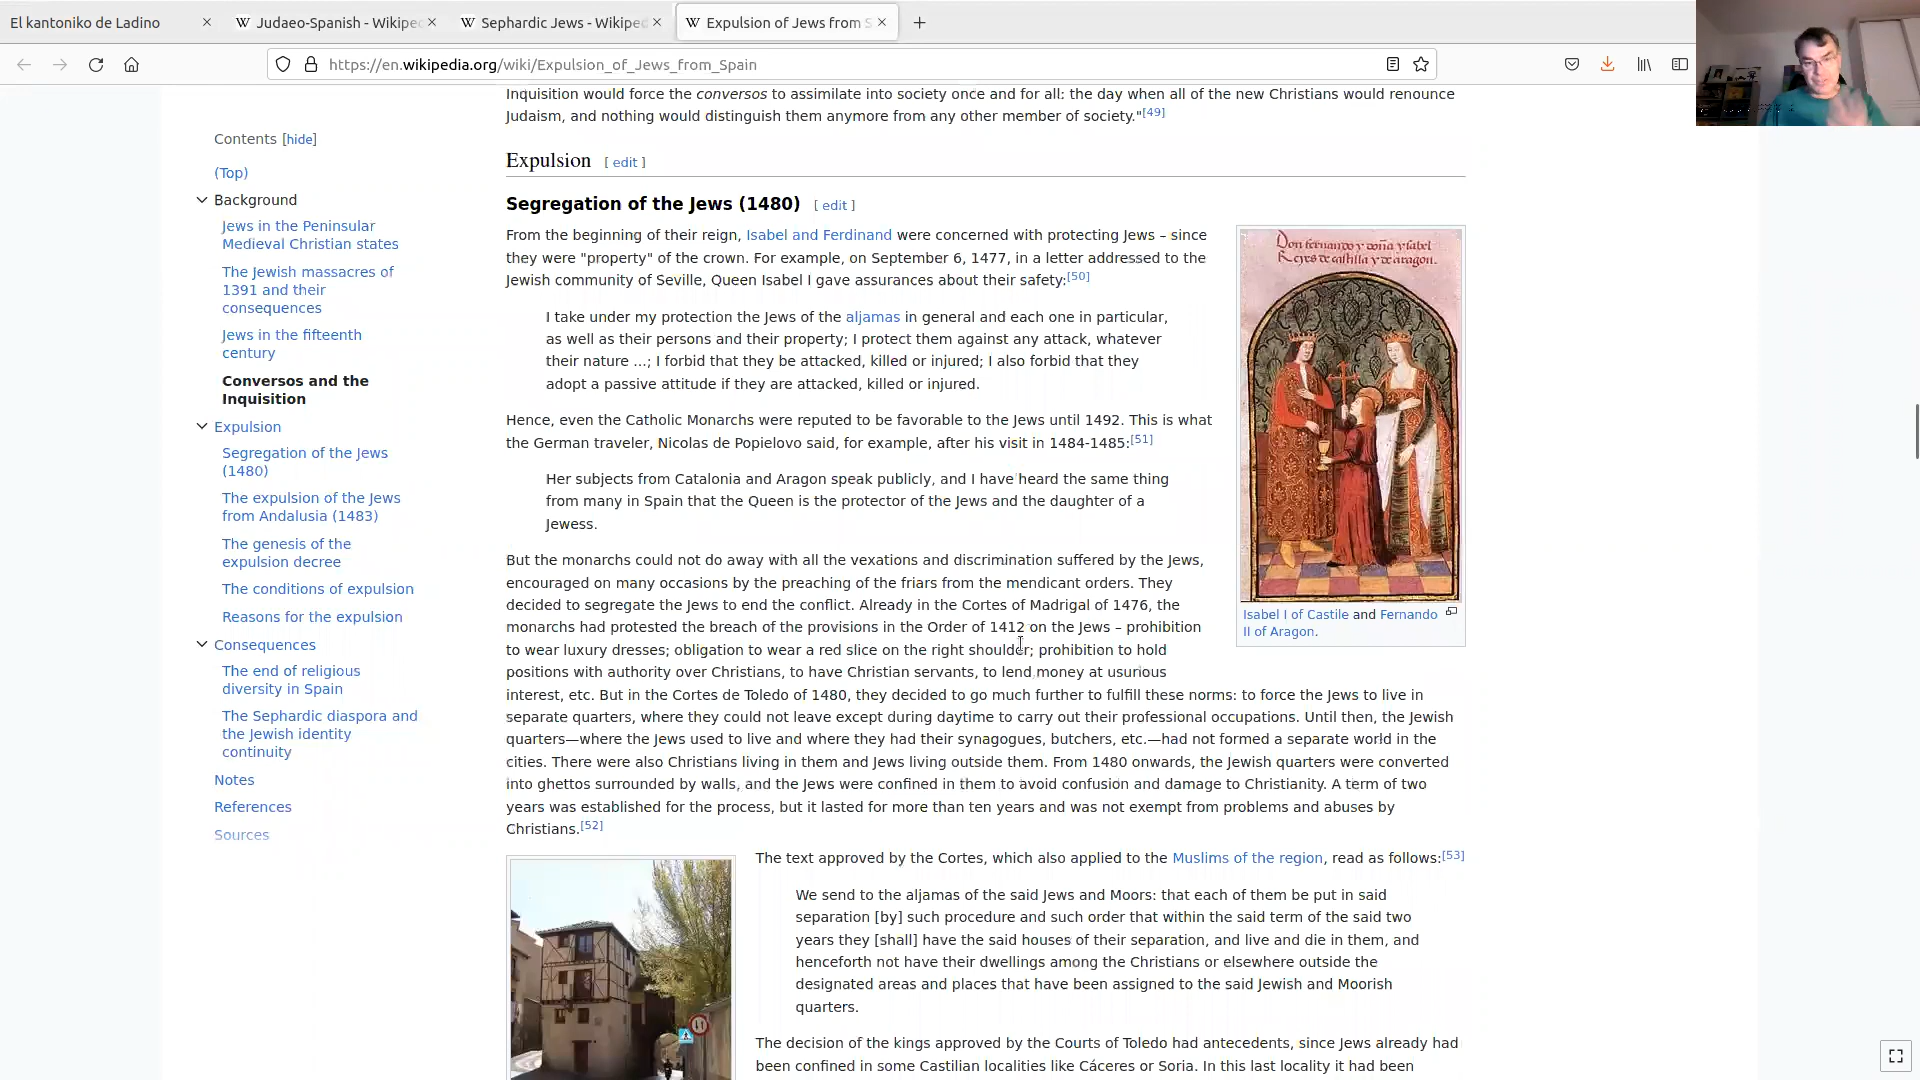 El kantoniko de Ladino
Judaeo-Spanish - Wikiped
Sephardic Jews - Wikiped
Expulsion of Jews from S
https://en.wikipedia.org/wiki/Expulsion_of_Jews_from_Spain
Contents [hide]
(Top)
Background
Jews in the Peninsular
Medieval Christian states
The Jewish massacres of
1391 and their
consequences
Jews in the fifteenth
century
Conversos and the
Inquisition
Expulsion
Segregation of the Jews
(1480)
The expulsion of the Jews
from Andalusia (1483)
The genesis of the
expulsion decree
The conditions of expulsion
Reasons for the expulsion
Consequences
The end of religious
diversity in Spain
The Sephardic diaspora and
the Jewish identity
continuity
Notes
References
Sources
Inquisition would force the conversos to assimilate into society once and for all: the day when all of the new Christians would renounce
Judaism, and nothing would distinguish them anymore from any other member of society."[49]
Expulsion [ edit ]
Segregation of the Jews (1480) [ edit ]
From the beginning of their reign, Isabel and Ferdinand were concerned with protecting Jews – since
they were "property" of the crown. For example, on September 6, 1477, in a letter addressed to the
Jewish community of Seville, Queen Isabel I gave assurances about their safety:[50]
I take under my protection the Jews of the aljamas in general and each one in particular,
as well as their persons and their property; I protect them against any attack, whatever
their nature ...; I forbid that they be attacked, killed or injured; I also forbid that they
adopt a passive attitude if they are attacked, killed or injured.
Hence, even the Catholic Monarchs were reputed to be favorable to the Jews until 1492. This is what
the German traveler, Nicolas de Popielovo said, for example, after his visit in 1484-1485:[51]
Her subjects from Catalonia and Aragon speak publicly, and I have heard the same thing
from many in Spain that the Queen is the protector of the Jews and the daughter of a
Jewess.
But the monarchs could not do away with all the vexations and discrimination suffered by the Jews,
encouraged on many occasions by the preaching of the friars from the mendicant orders. They
decided to segregate the Jews to end the conflict. Already in the Cortes of Madrigal of 1476, the
monarchs had protested the breach of the provisions in the Order of 1412 on the Jews – prohibition
to wear luxury dresses; obligation to wear a red slice on the right shoulder; prohibition to hold
positions with authority over Christians, to have Christian servants, to lend money at usurious
interest, etc. But in the Cortes de Toledo of 1480, they decided to go much further to fulfill these norms: to force the Jews to live in
separate quarters, where they could not leave except during daytime to carry out their professional occupations. Until then, the Jewish
quarters—where the Jews used to live and where they had their synagogues, butchers, etc.—had not formed a separate world in the
cities. There were also Christians living in them and Jews living outside them. From 1480 onwards, the Jewish quarters were converted
into ghettos surrounded by walls, and the Jews were confined in them to avoid confusion and damage to Christianity. A term of two
years was established for the process, but it lasted for more than ten years and was not exempt from problems and abuses by
Christians.[52]
Don fernando y doña ysabel
Reyes de castilla y de aragon.
Isabel I of Castile and Fernando
II of Aragon.
The text approved by the Cortes, which also applied to the Muslims of the region, read as follows:[53]
We send to the aljamas of the said Jews and Moors: that each of them be put in said
separation [by] such procedure and such order that within the said term of the said two
years they [shall] have the said houses of their separation, and live and die in them, and
henceforth not have their dwellings among the Christians or elsewhere outside the
designated areas and places that have been assigned to the said Jewish and Moorish
quarters.
The decision of the kings approved by the Courts of Toledo had antecedents, since Jews already had
been confined in some Castilian localities like Cáceres or Soria. In this last locality it had been